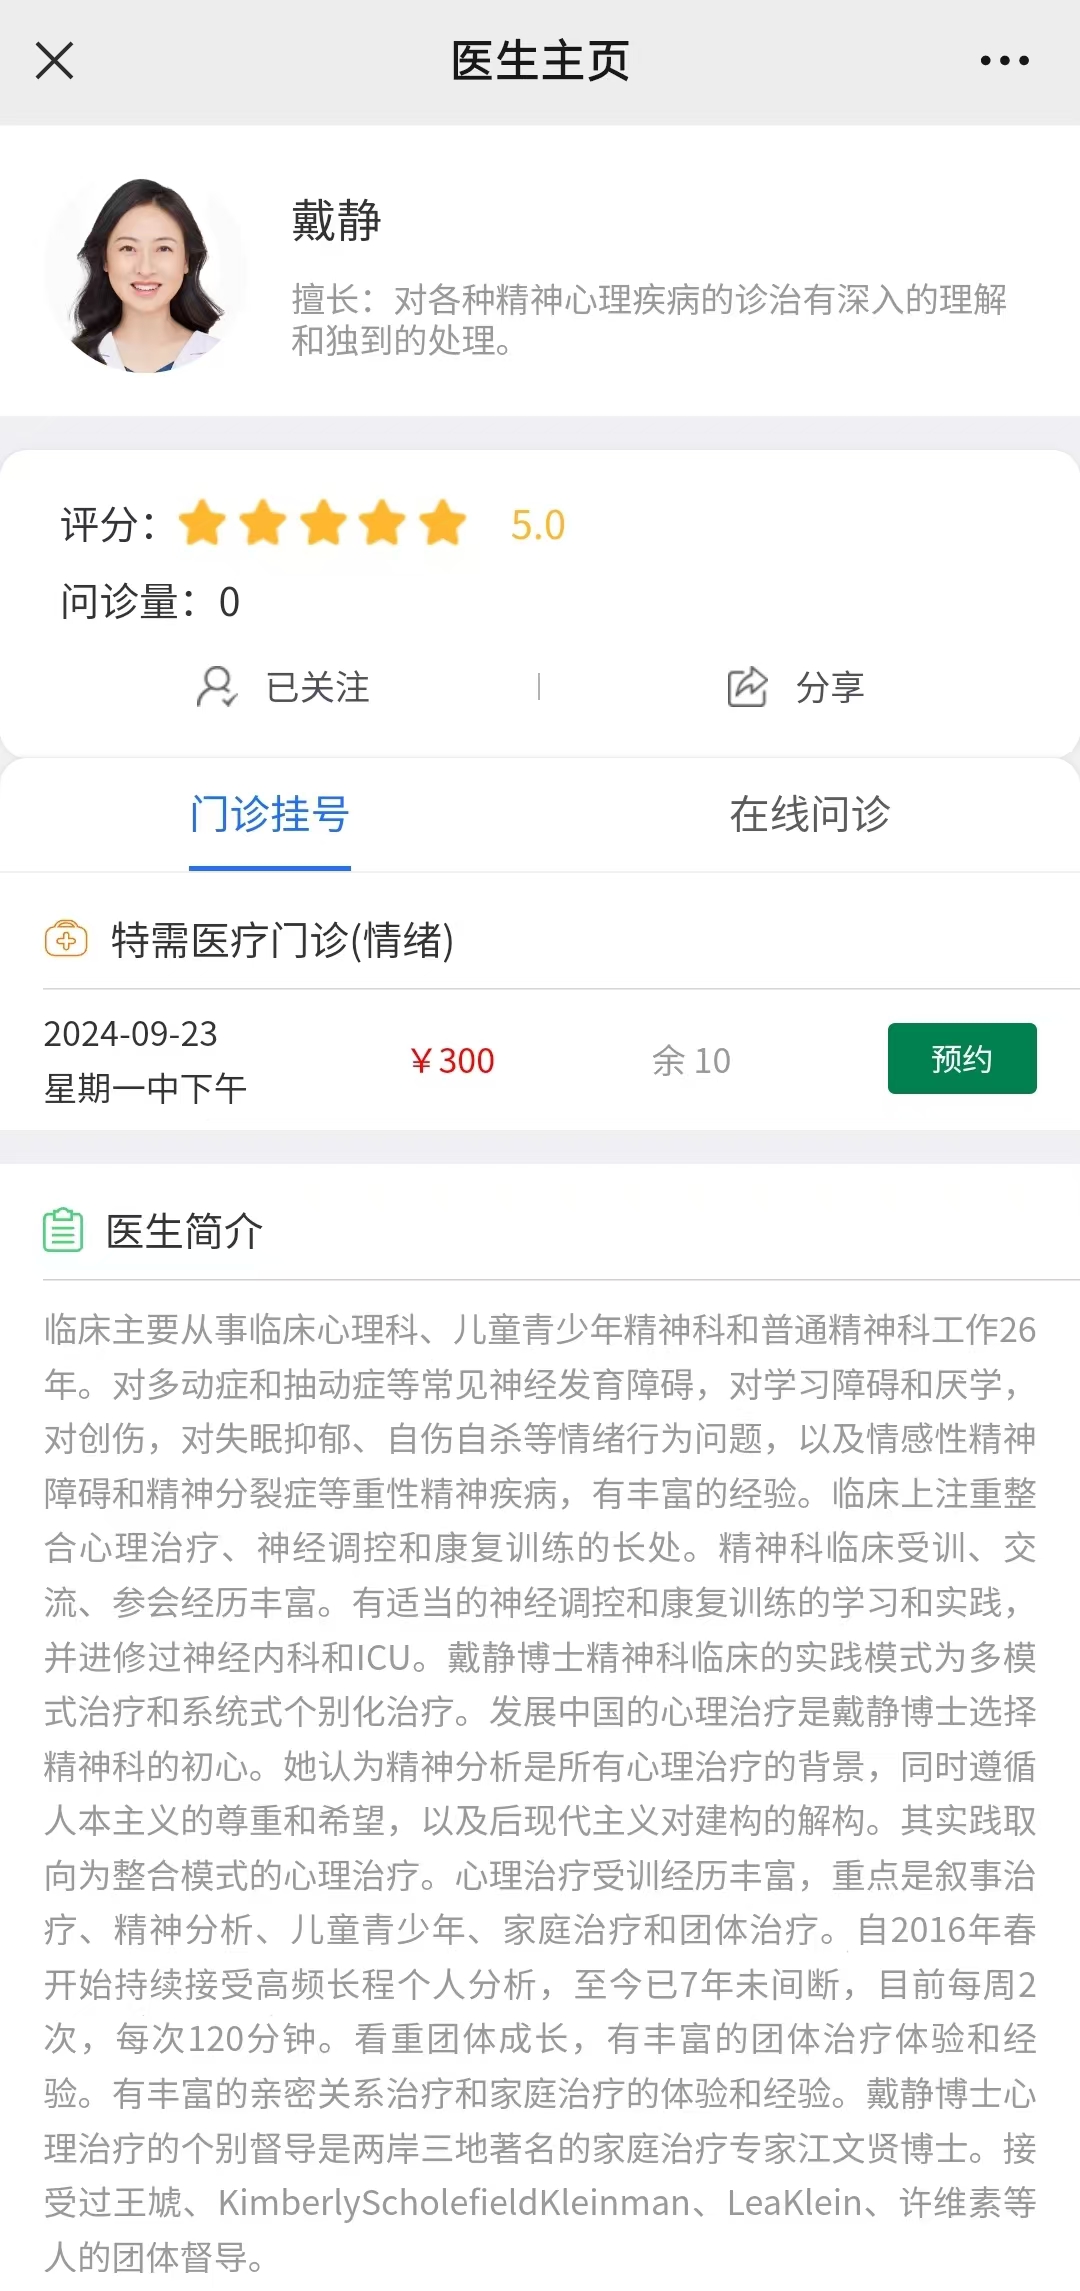 医生主页
戴静
擅长：对各种精神心理疾病的诊治有深入的理解
和独到的处理。
评分： 5.0
问诊量：0
已关注
分享
门诊挂号
在线问诊
特需医疗门诊(情绪)
2024-09-23
星期一中下午
￥300
余 10
预约
医生简介
临床主要从事临床心理科、儿童青少年精神科和普通精神科工作26
年。对多动症和抽动症等常见神经发育障碍，对学习障碍和厌学，
对创伤，对失眠抑郁、自伤自杀等情绪行为问题，以及情感性精神
障碍和精神分裂症等重性精神疾病，有丰富的经验。临床上注重整
合心理治疗、神经调控和康复训练的长处。精神科临床受训、交
流、参会经历丰富。有适当的神经调控和康复训练的学习和实践，
并进修过神经内科和ICU。戴静博士精神科临床的实践模式为多模
式治疗和系统式个别化治疗。发展中国的心理治疗是戴静博士选择
精神科的初心。她认为精神分析是所有心理治疗的背景，同时遵循
人本主义的尊重和希望，以及后现代主义对建构的解构。其实践取
向为整合模式的心理治疗。心理治疗受训经历丰富，重点是叙事治
疗、精神分析、儿童青少年、家庭治疗和团体治疗。自2016年春
开始持续接受高频长程个人分析，至今已7年未间断，目前每周2
次，每次120分钟。看重团体成长，有丰富的团体治疗体验和经
验。有丰富的亲密关系治疗和家庭治疗的体验和经验。戴静博士心
理治疗的个别督导是两岸三地著名的家庭治疗专家江文贤博士。接
受过王虓、KimberlyScholefieldKleinman、LeaKlein、许维素等
人的团体督导。